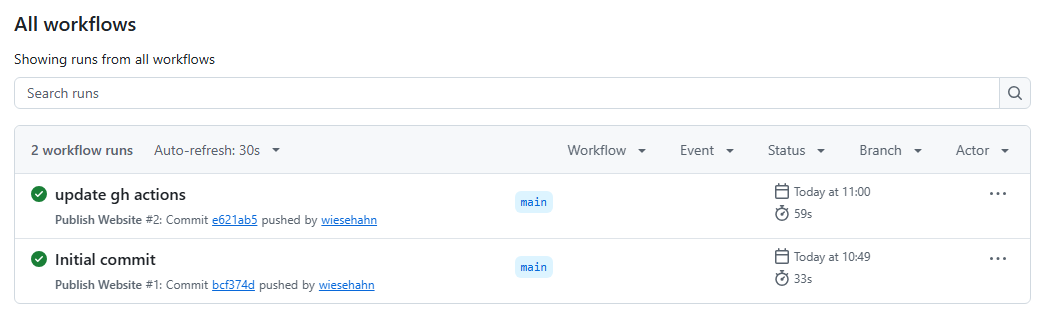 All workflows
Showing runs from all workflows
Search runs
2 workflow runs Auto-refresh: 30s Workflow Event Status Branch Actor
update gh actions main Today at 11:00
Publish Website #2: Commit e621ab5 pushed by wiesehahn 59s
Initial commit main Today at 10:49
Publish Website #1: Commit bcf374d pushed by wiesehahn 33s